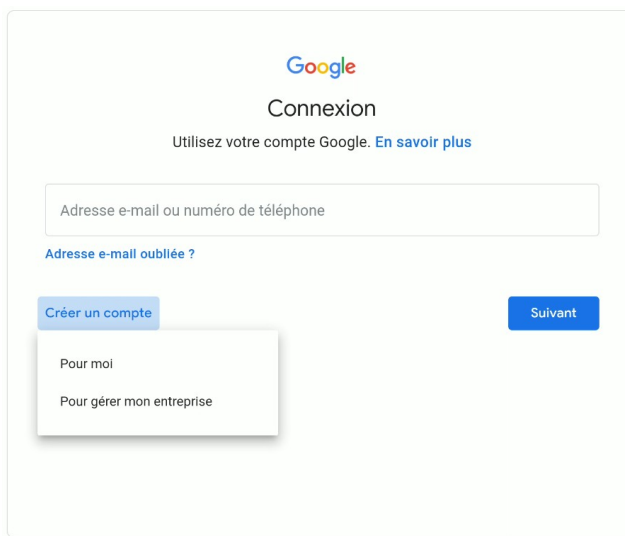 Google
Connexion
Utilisez votre compte Google. En savoir plus
Adresse e-mail ou numéro de téléphone
Adresse e-mail oubliée ?
Créer un compte
Suivant
Pour moi
Pour gérer mon entreprise